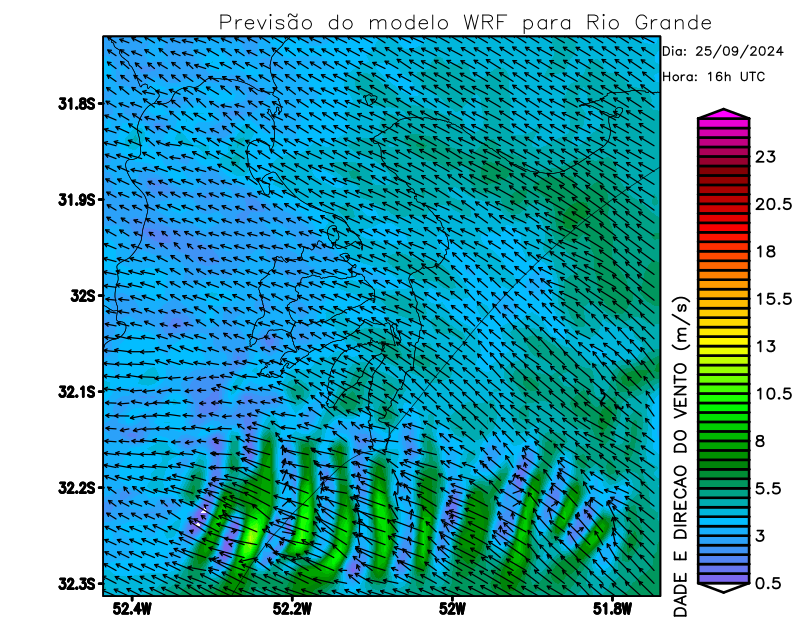 Previsão do modelo WRF para Rio Grande
Dia: 25/09/2024
Hora: 16h UTC
31.8S
31.9S
32S
32.1S
32.2S
32.3S
52.4W
52.2W
52W
51.8W
23
20.5
18
15.5
13
10.5
8
5.5
3
0.5
DADE E DIRECAO DO VENTO (m/s)